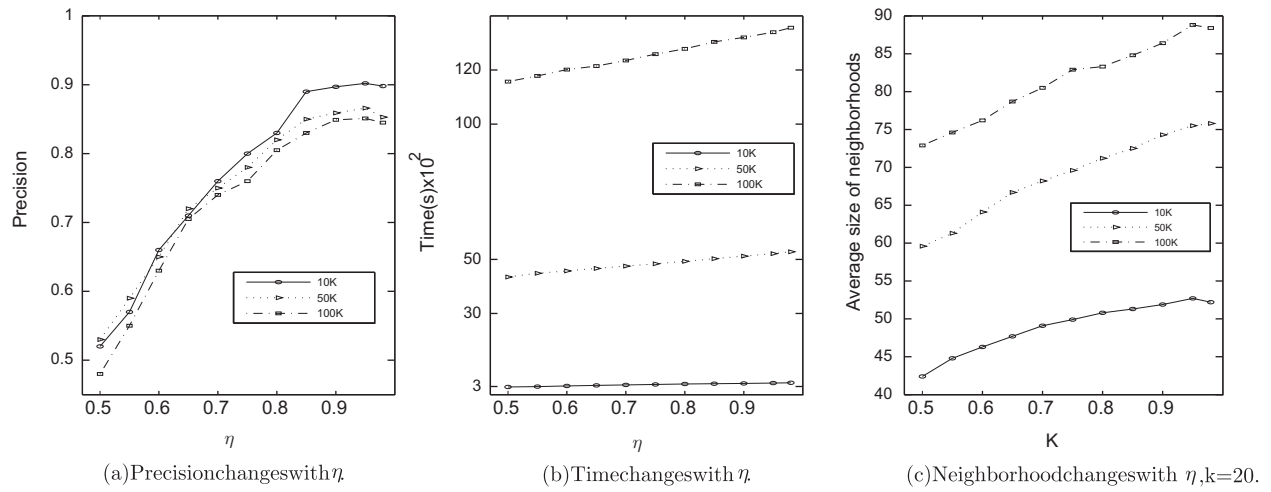 1
0.9
0.8
0.7
0.6
0.5
Precision
10K
50K
100K
0.5 0.6 0.7 0.8 0.9
η
(a)Precisionchangeswith η.
120
100
50
30
3
Time(s)x10^2
10K
50K
100K
0.5 0.6 0.7 0.8 0.9
η
(b)Timechangeswith η.
90
85
80
75
70
65
60
55
50
45
40
Average size of neighborhoods
10K
50K
100K
0.5 0.6 0.7 0.8 0.9
K
(c)Neighborhoodchangeswith η,k=20.